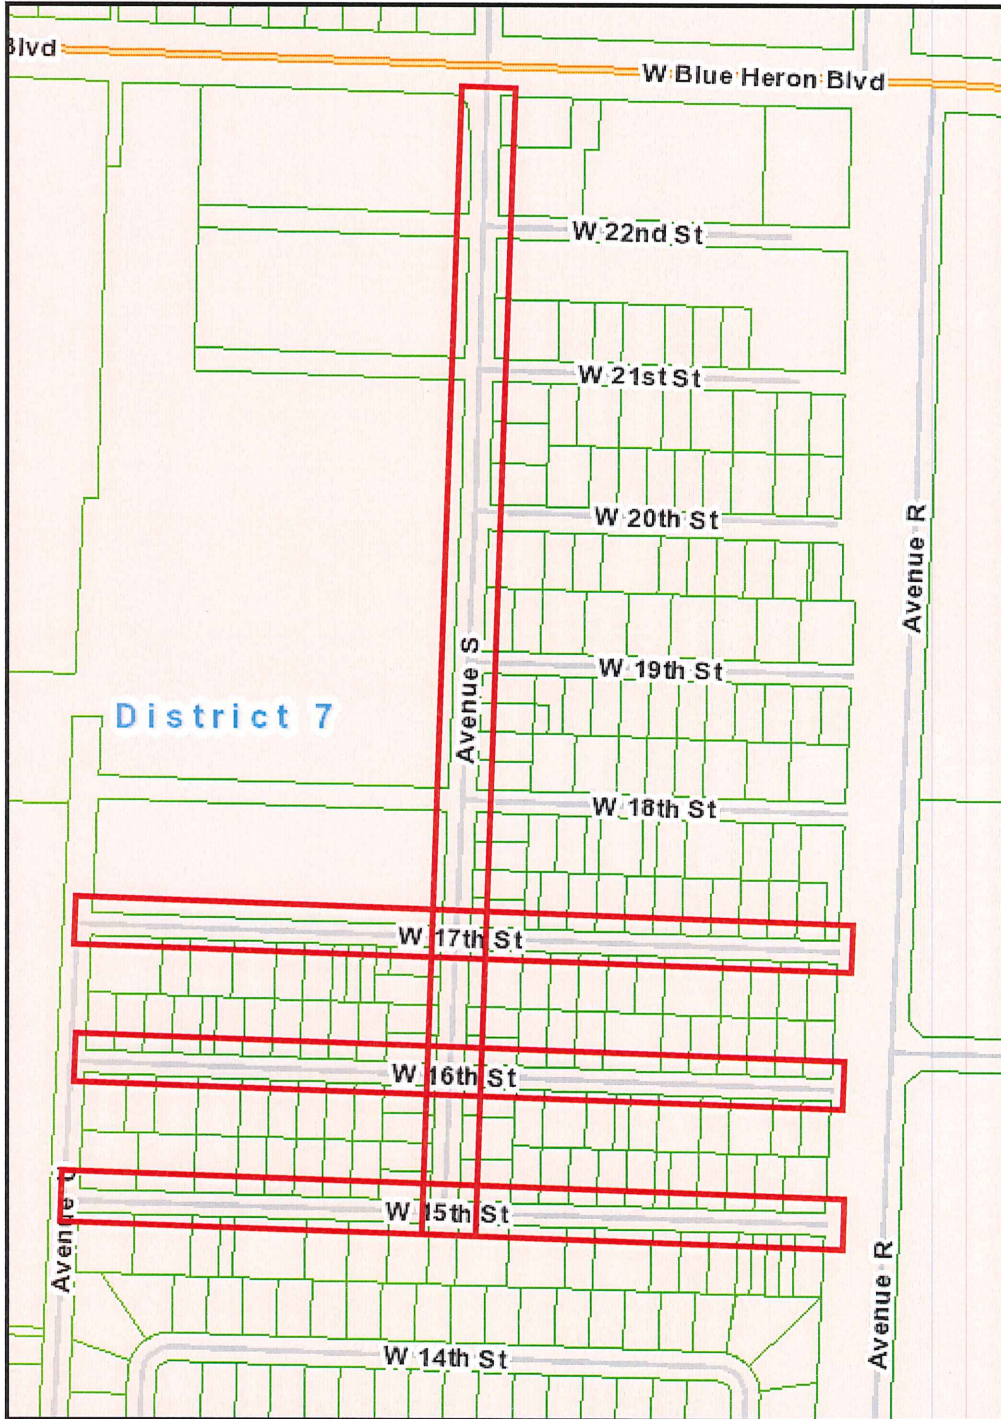 Blvd
W Blue Heron Blvd
W 22nd St
W 21st St
W 20th St
Avenue R
W 19th St
Avenue S
District 7
W 18th St
W 17th St
W 16th St
W 15th St
Avenue
Avenue R
W 14th St